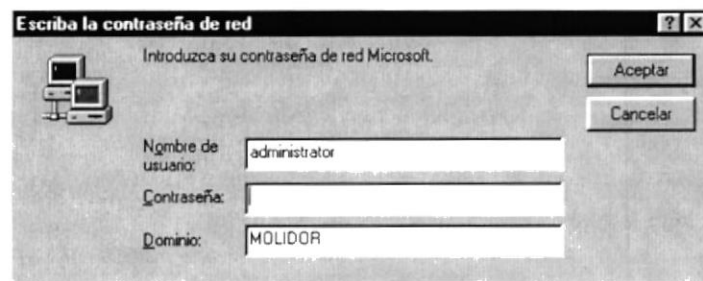 Escriba la contraseña de red
Introduzca su contraseña de red Microsoft.
Aceptar
Cancelar
Nombre de
usuario:
administrator
Contraseña:
Dominio:
MOLIDOR